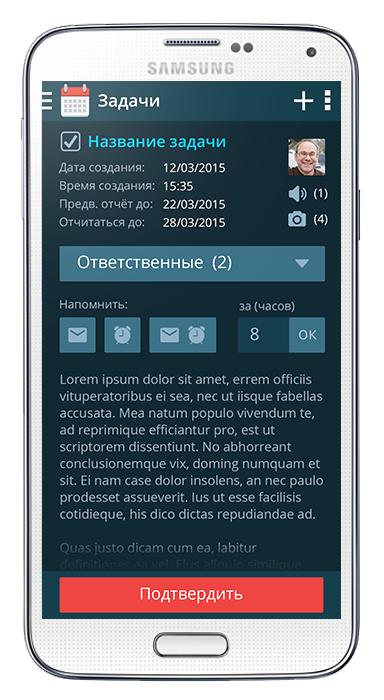 SAMSUNG
Задачи
Название задачи
Дата создания: 12/03/2015
Время создания: 15:35
(1)
Предв. отчёт до: 22/03/2015
Отчитаться до: 28/03/2015
(4)
Ответственные (2)
Напомнить: за (часов)
8 ок
Lorem ipsum dolor sit amet, errem officiis
vituperatoribus ei sea, nec ut iisque fabellas
accusata. Mea natum populo vivendum te,
ad reprimique efficiantur pro, est ut
scriptorem dissentiunt. No abhorreant
conclusionemque vix, doming numquam et
sit. Ei nam case dolor insolens, an nec paulo
prodesset assueverit. Ius ut esse facilisis
cotidieque, his dico dictas repudiandae ad.
Quas justo dicam cum ea, labitur
definitiones ea vel. Eius aliquip similique
Подтвердить